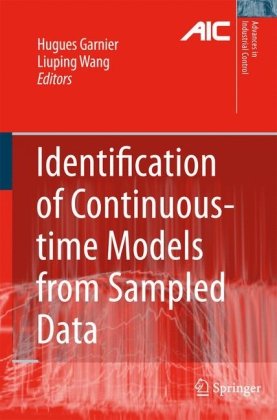 Hugues Garnier
Liuping Wang
Editors
AIC
Advances in
Industrial Control
Identification
of Continuous-
time Models
from Sampled
Data
Springer